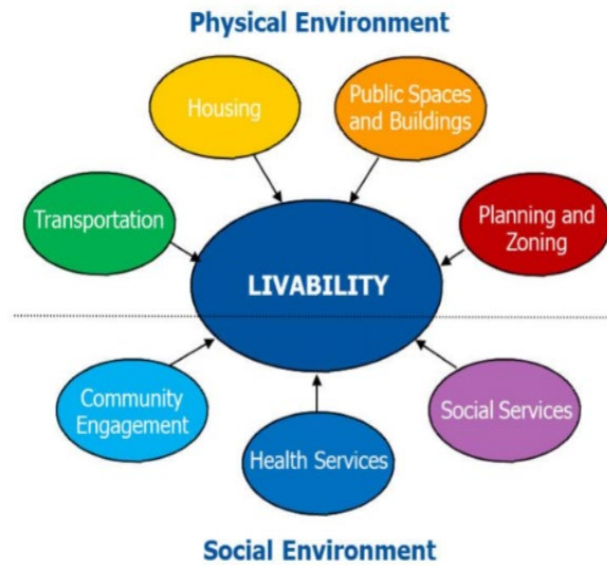 Physical Environment
Housing
Public Spaces
and Buildings
Transportation
Planning and
Zoning
LIVABILITY
Community
Engagement
Health Services
Social Services
Social Environment